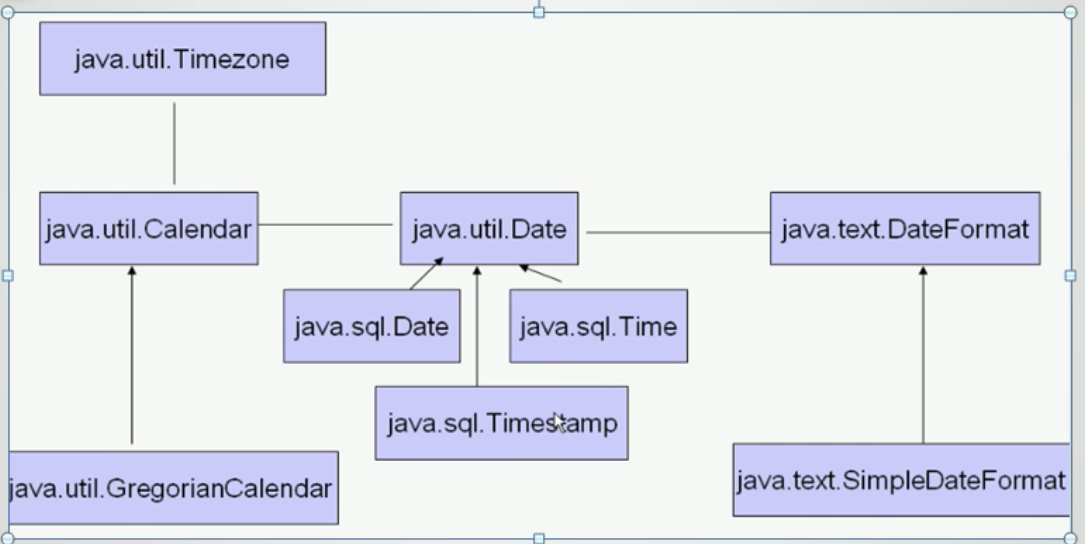 java.util.Timezone
java.util.Calendar
java.util.Date
java.text.DateFormat
java.sql.Date
java.sql.Time
java.sql.Timestamp
java.util.GregorianCalendar
java.text.SimpleDateFormat